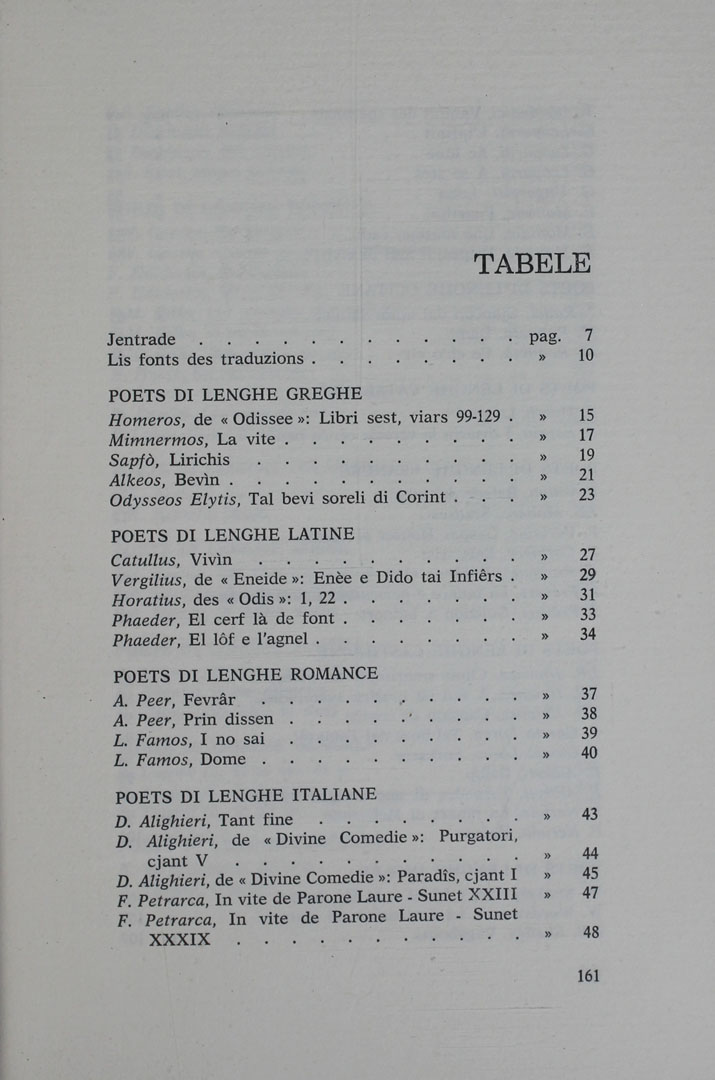 TABELE
Jentrade . . . . . . . . . . . . pag. 7
Lis fonts des traduzions . . . . . . . . » 10
POETS DI LENGHE GREGHE
Homeros, de « Odissee »: Libri sest, viars 99-129 . » 15
Mimnermos, La vite . . . . . . . . . » 17
Sapfò, Lirichis . . . . . . . . . . » 19
Alkeos, Bevìn . . . . . . . . . . . » 21
Odysseos Elytis, Tal bevi soreli di Corint . . . » 23
POETS DI LENGHE LATINE
Catullus, Vivìn . . . . . . . . . . » 27
Vergilius, de « Eneide »: Enèe e Dido tai Infiêrs . » 29
Horatius, des « Odis »: 1, 22 . . . . . . . » 31
Phaeder, El cerf là de font . . . . . . . » 33
Phaeder, El lôf e l'agnel . . . . . . . . » 34
POETS DI LENGHE ROMANCE
A. Peer, Fevrâr . . . . . . . . . . » 37
A. Peer, Prin dissen . . . . . . . . . » 38
L. Famos, I no sai . . . . . . . . . » 39
L. Famos, Dome . . . . . . . . . . » 40
POETS DI LENGHE ITALIANE
D. Alighieri, Tant fine . . . . . . . . » 43
D. Alighieri, de « Divine Comedie »: Purgatori,
cjant V . . . . . . . . . . . » 44
D. Alighieri, de « Divine Comedie »: Paradîs, cjant I » 45
F. Petrarca, In vite de Parone Laure - Sunet XXIII » 47
F. Petrarca, In vite de Parone Laure - Sunet
XXXIX . . . . . . . . . . . » 48
161